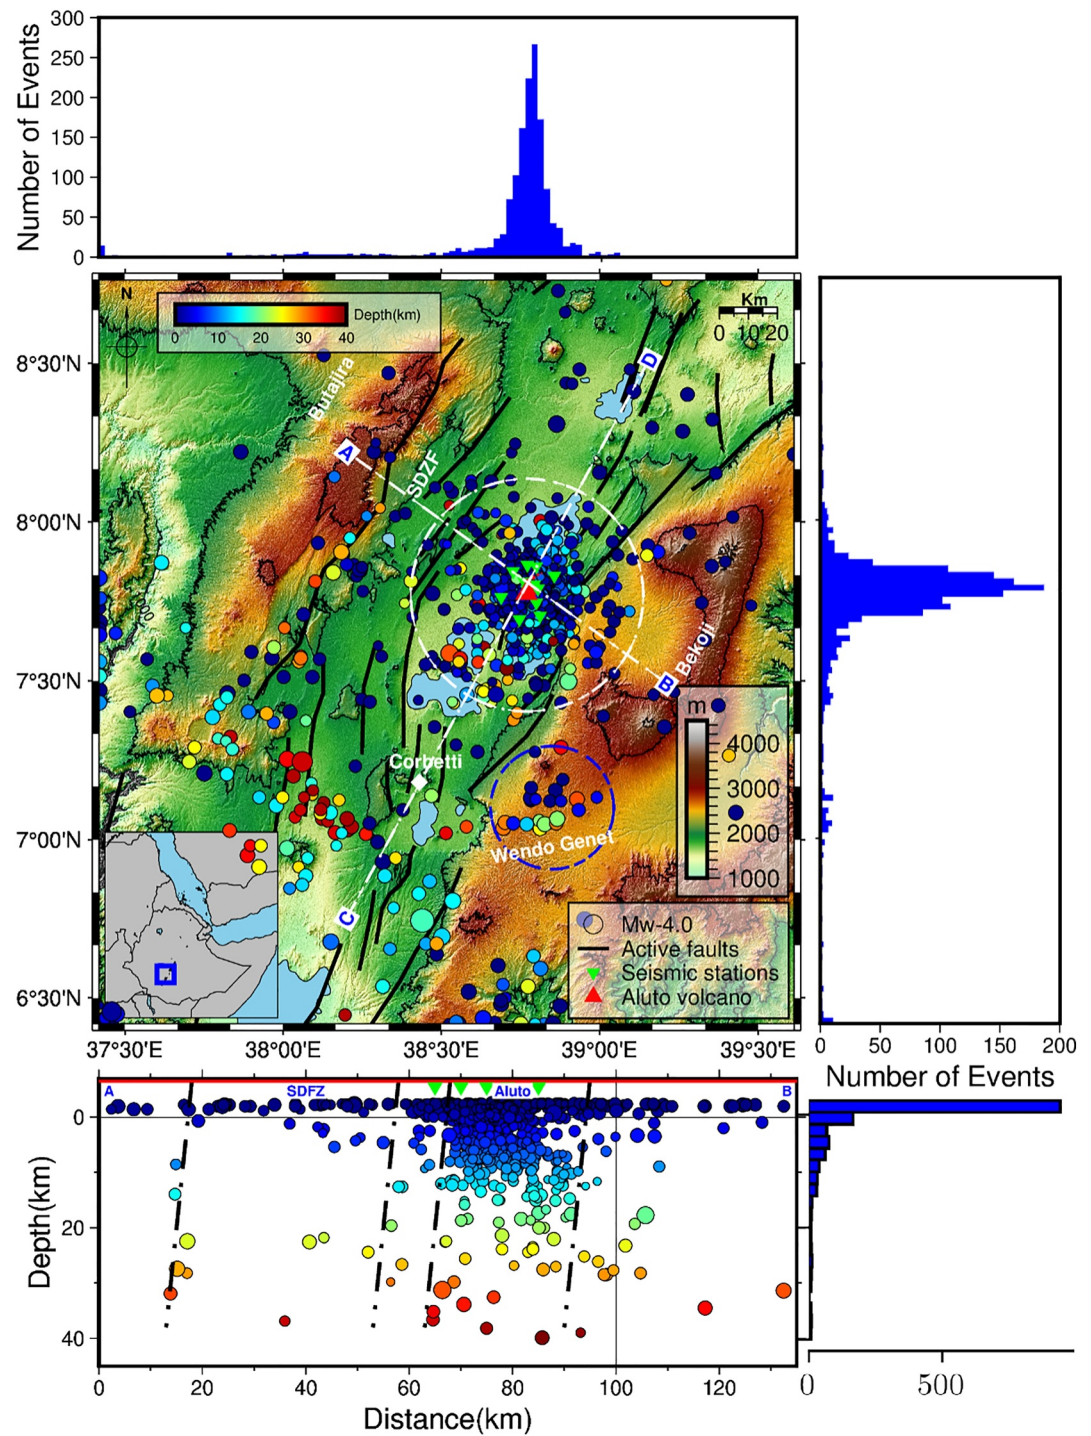 300
250
200
150
100
50
0
Number of Events
N
Depth(km)
0 10 20 30 40
Km
0 10 20
8°30'N
8°00'N
7°30'N
7°00'N
6°30'N
Butajira
A
SDZF
D
B
Bekoji
Corbetti
C
Wendo Genet
m
4000
3000
2000
1000
Mw-4.0
Active faults
Seismic stations
Aluto volcano
37°30'E 38°00'E 38°30'E 39°00'E 39°30'E
0 50 100 150 200
Number of Events
A SDFZ Aluto B
0
20
40
Depth(km)
0 20 40 60 80 100 120
Distance(km)
0 500